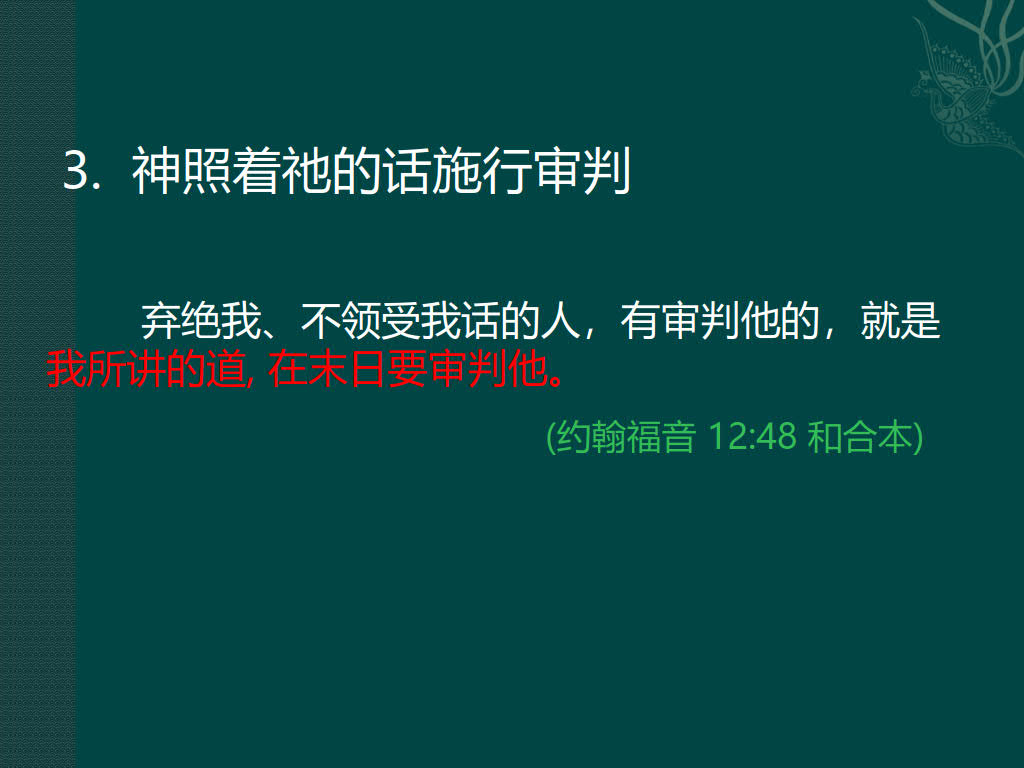 3. 神照着祂的话施行审判
弃绝我、不领受我话的人，有审判他的，就是
我所讲的道, 在末日要审判他。
(约翰福音 12:48 和合本)